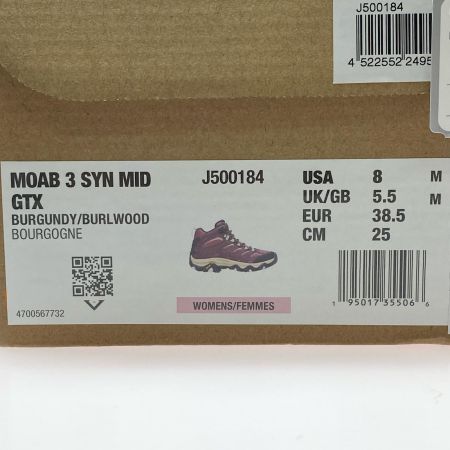 J500184
4 522552 2495
MOAB 3 SYN MID
GTX
BURGUNDY/BURLWOOD
BOURGOGNE
4700567732
J500184
WOMENS/FEMMES
USA 8 M
UK/GB 5.5 M
EUR 38.5
CM 25
1 95017 35506 6